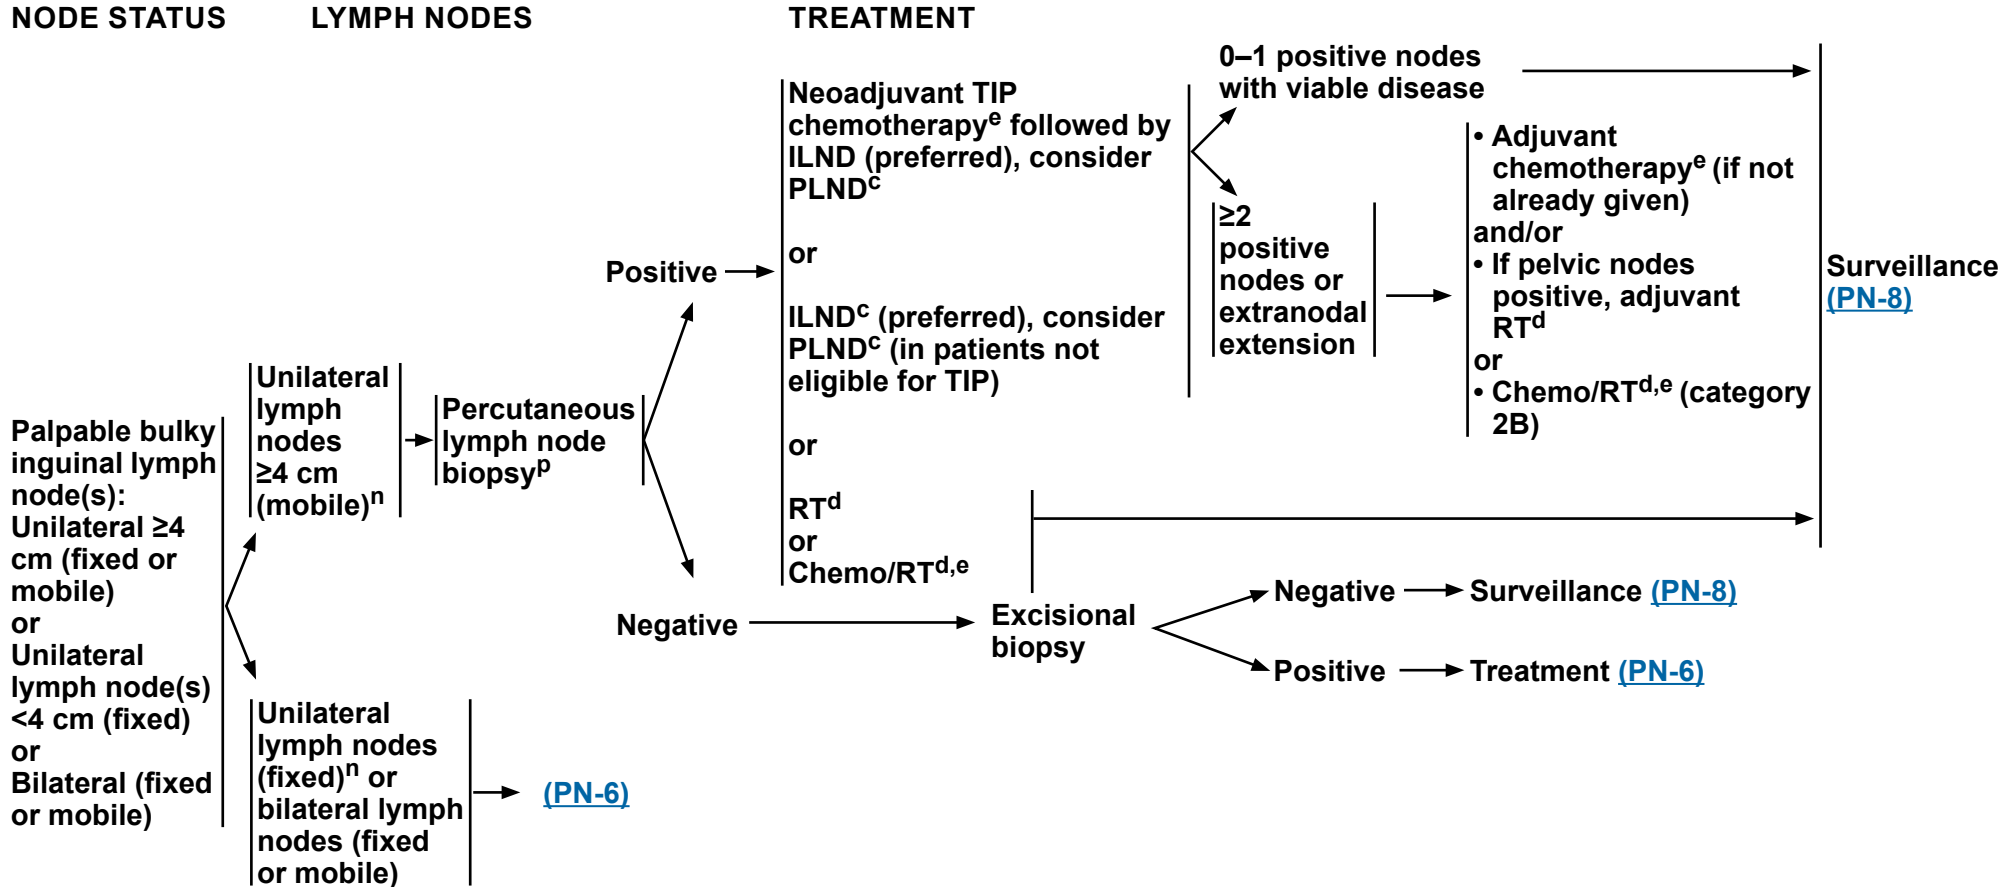 NODE STATUS
LYMPH NODES
TREATMENT
Palpable bulky
inguinal lymph
node(s):
Unilateral ≥4
cm (fixed or
mobile)
or
Unilateral
lymph node(s)
<4 cm (fixed)
or
Bilateral (fixed
or mobile)
Unilateral
lymph
nodes
≥4 cm
(mobile)n
Percutaneous
lymph node
biopsyp
Positive
Neoadjuvant TIP
chemotherapye followed by
ILND (preferred), consider
PLNDc
or
ILNDc (preferred), consider
PLNDc (in patients not
eligible for TIP)
or
RTd
or
Chemo/RTd,e
0–1 positive nodes
with viable disease
≥2
positive
nodes or
extranodal
extension
• Adjuvant
chemotherapye (if not
already given)
and/or
• If pelvic nodes
positive, adjuvant
RTd
or
• Chemo/RTd,e (category
2B)
Surveillance
(PN-8)
Negative
Excisional
biopsy
Negative
Surveillance (PN-8)
Positive
Treatment (PN-6)
Unilateral
lymph nodes
(fixed)n or
bilateral lymph
nodes (fixed
or mobile)
(PN-6)